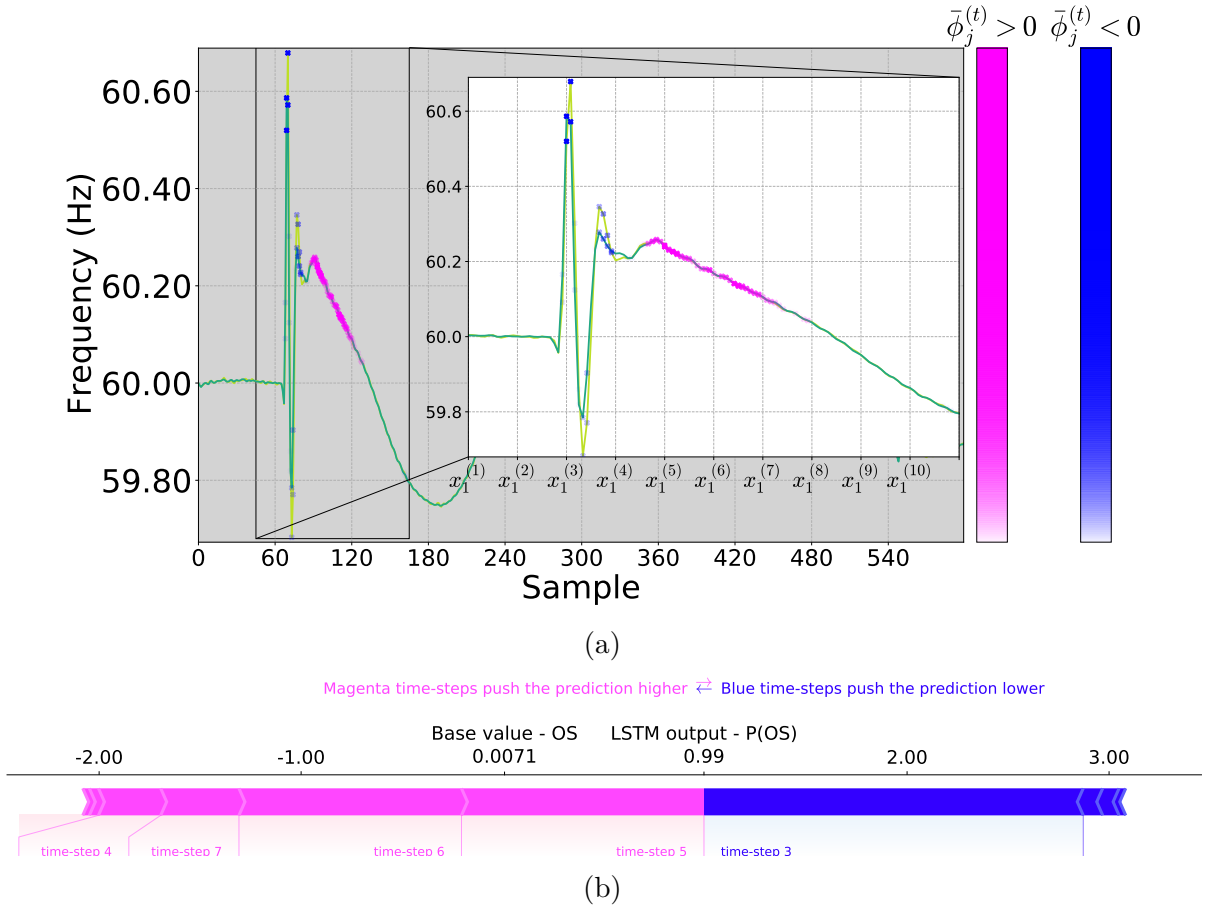 ϕ̄_j^(t) > 0 ϕ̄_j^(t) < 0
60.60
60.40
60.20
60.00
59.80
Frequency (Hz)
60.6
60.4
60.2
60.0
59.8
x_1^(1) x_1^(2) x_1^(3) x_1^(4) x_1^(5) x_1^(6) x_1^(7) x_1^(8) x_1^(9) x_1^(10)
0 60 120 180 240 300 360 420 480 540
Sample
(a)
Magenta time-steps push the prediction higher ⇄ Blue time-steps push the prediction lower
Base value - OS LSTM output - P(OS)
-2.00 -1.00 0.0071 0.99 2.00 3.00
time-step 4 time-step 7 time-step 6 time-step 5 time-step 3
(b)